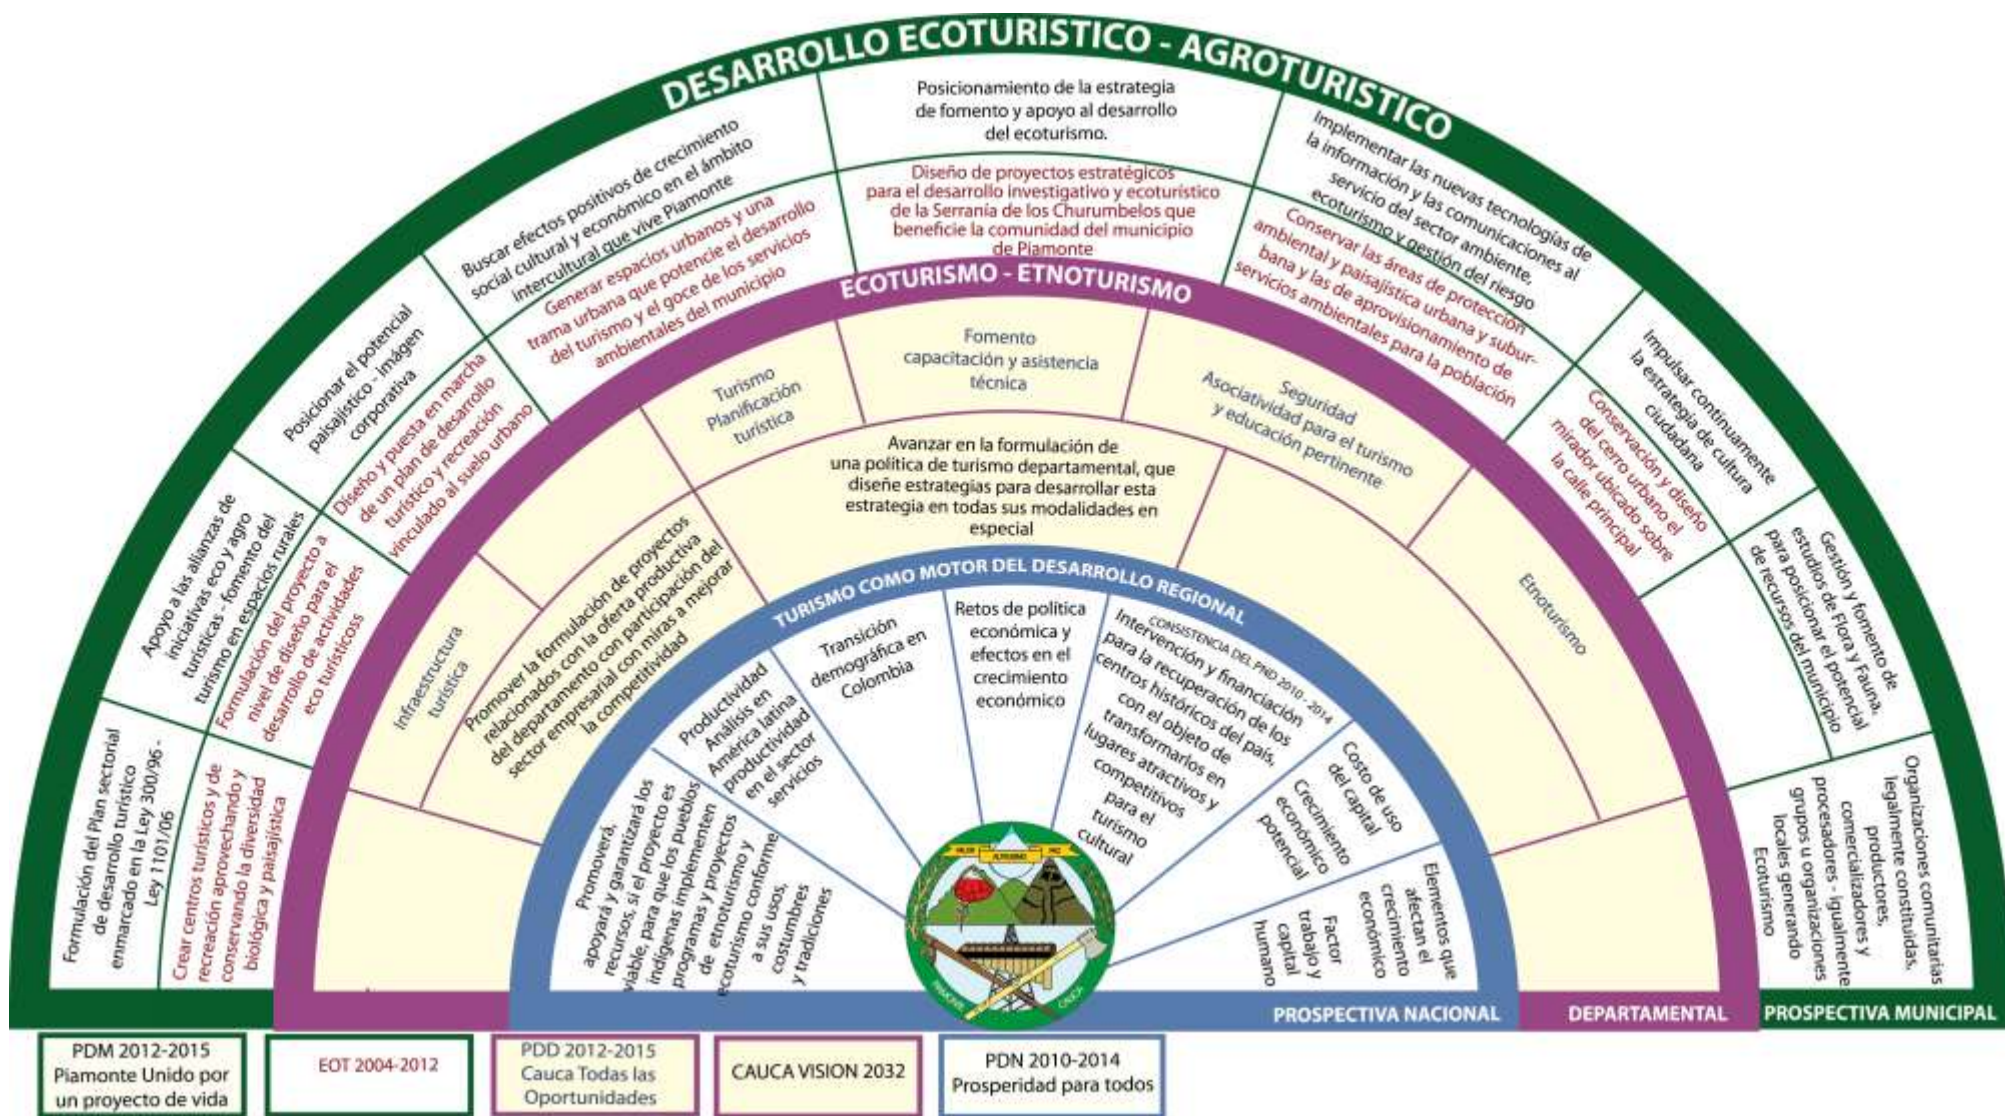 DESARROLLO ECOTURISTICO - AGROTURISTICO
Formulación del Plan sectorial
de desarrollo turístico
enmarcado en la Ley 300/96 -
Ley 1101/06
Apoyo a las alianzas de
iniciativas eco y agro
turísticas - fomento del
turismo en espacios rurales
Posicionar el potencial
paisajístico - imágen
corporativa
Buscar efectos positivos de crecimiento
social cultural y económico en el ámbito
intercultural que vive Piamonte
Posicionamiento de la estrategia
de fomento y apoyo al desarrollo
del ecoturismo.
Implementar las nuevas tecnologías de
la información y las comunicaciones al
servicio del sector ambiente,
ecoturismo y gestión del riesgo
Impulsar continuamente
la estrategia de cultura
ciudadana
Gestión y fomento de
estudios de Flora y Fauna,
para posicionar el potencial
de recursos del municipio
Organizaciones comunitarias
legalmente constituidas,
productores,
comercializadores y
procesadores - igualmente
grupos u organizaciones
locales generando
Ecoturismo
Crear centros turísticos y de
recreación aprovechando y
conservando la diversidad
biológica y paisajística
Formulación del proyecto a
nivel de diseño para el
desarrollo de actividades
eco turísticoss
Diseño y puesta en marcha
de un plan de desarrollo
turístico y recreación
vinculado al suelo urbano
Generar espacios urbanos y una
trama urbana que potencie el desarrollo
del turismo y el goce de los servicios
ambientales del municipio
Diseño de proyectos estratégicos
para el desarrollo investigativo y ecoturístico
de la Serranía de los Churumbelos que
beneficie la comunidad del municipio
de Piamonte
Conservar las áreas de protección
ambiental y paisajística urbana y subur-
bana y las de aprovisionamiento de
servicios ambientales para la población
Conservación y diseño
del cerro urbano el
mirador ubicado sobre
la calle principal
ECOTURISMO - ETNOTURISMO
Infraestructura
turística
Turismo
Planificación
turística
Fomento
capacitación y asistencia
técnica
Seguridad
Asociatividad para el turismo
y educación pertinente
Etnoturismo
Promover la formulación de proyectos
relacionados con la oferta productiva
del departamento con participación del
sector empresarial con miras a mejorar
la competitividad
Avanzar en la formulación de
una política de turismo departamental, que
diseñe estrategias para desarrollar esta
estrategia en todas sus modalidades en
especial
TURISMO COMO MOTOR DEL DESARROLLO REGIONAL
Promoverá,
apoyará y garantizará los
recursos, si el proyecto es
viable, para que los pueblos
indígenas implementen
programas y proyectos
de etnoturismo y
ecoturismo conforme
a sus usos,
costumbres
y tradiciones
Productividad
Análisis en
América latina
productividad
en el sector
servicios
Transición
demográfica en
Colombia
Retos de política
económica y
efectos en el
crecimiento
económico
CONSISTENCIA DEL PND 2010 - 2014
Intervención y financiación
para la recuperación de los
centros históricos del país,
con el objeto de
transformarlos en
lugares atractivos y
competitivos
para el
turismo
cultural
Costo de uso
del capital
Crecimiento
económico
potencial
Elementos que
afectan el
crecimiento
económico
Factor
trabajo y
capital
humano
VALOR ALTRUISMO PAZ
PIAMONTE CAUCA
PROSPECTIVA NACIONAL
DEPARTAMENTAL
PROSPECTIVA MUNICIPAL
PDM 2012-2015
Piamonte Unido por
un proyecto de vida
EOT 2004-2012
PDD 2012-2015
Cauca Todas las
Oportunidades
CAUCA VISION 2032
PDN 2010-2014
Prosperidad para todos